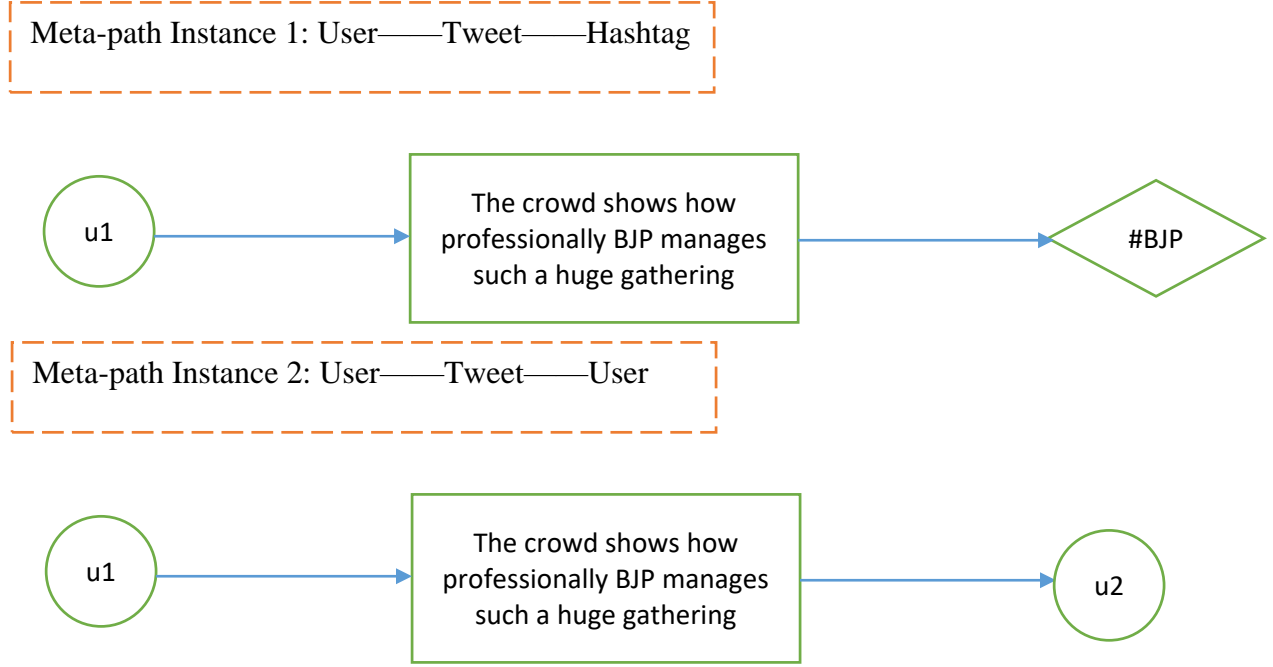 Meta-path Instance 1: User——Tweet——Hashtag
u1
The crowd shows how
professionally BJP manages
such a huge gathering
#BJP
Meta-path Instance 2: User——Tweet——User
u1
The crowd shows how
professionally BJP manages
such a huge gathering
u2